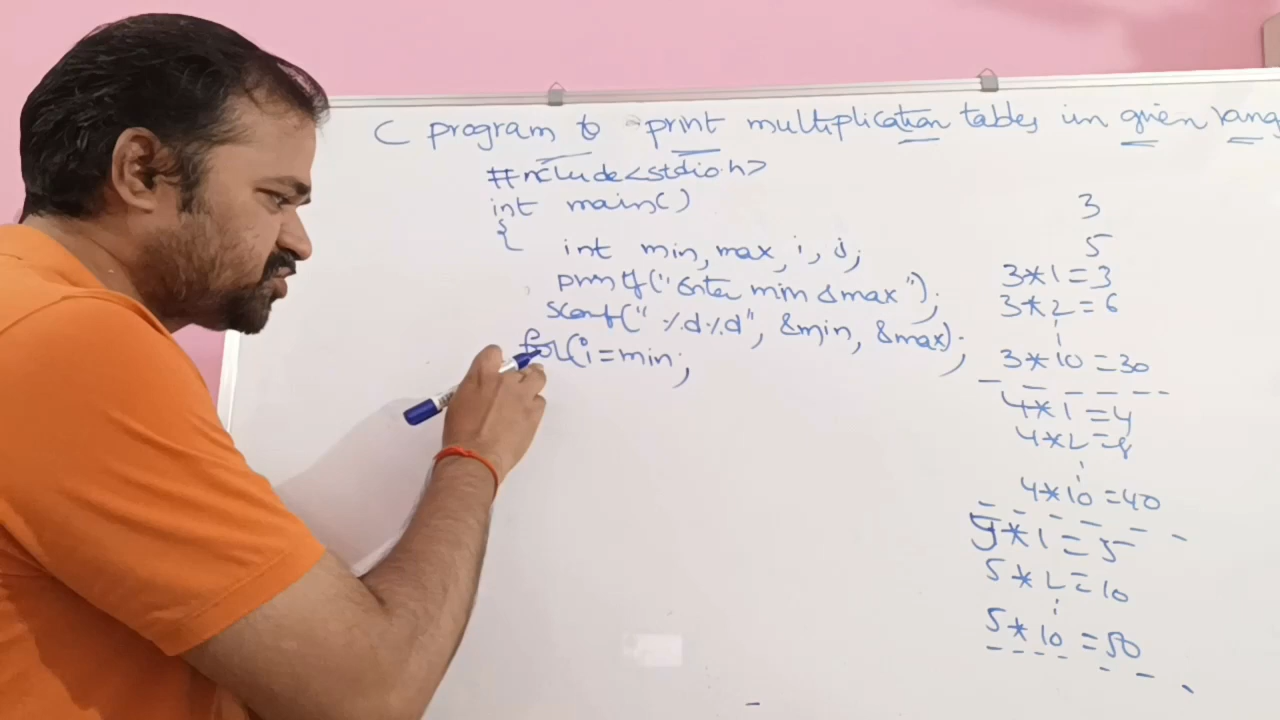 C program to print multiplication tables in given rang
#include<stdio.h>
int main()
{
int min, max, i, j;
printf("Enter min & max");
scanf("%d%d", &min, &max);
for(i=min;
3
5
3*1=3
3*2=6
3*10=30
4*1=4
4*2=8
4*10=40
5*1=5
5*2=10
5*10=50